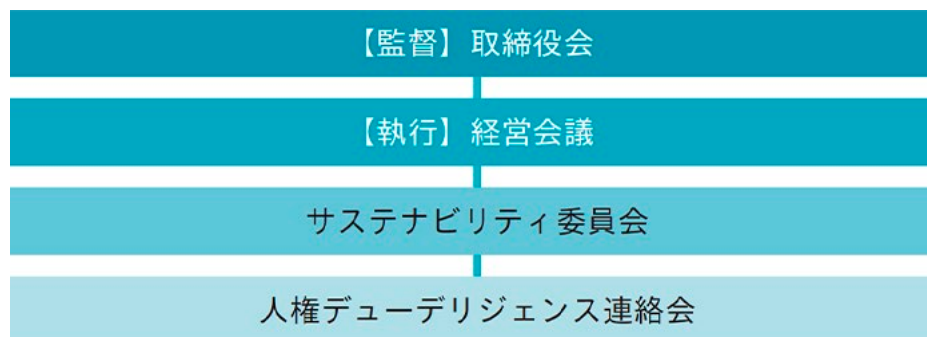 【監督】取締役会
【執行】経営会議
サステナビリティ委員会
人権デューデリジェンス連絡会